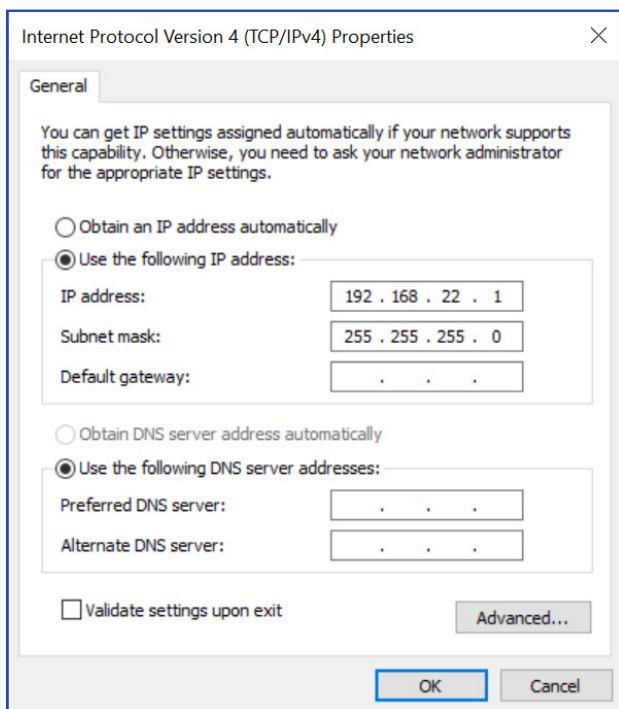 Internet Protocol Version 4 (TCP/IPv4) Properties
General
You can get IP settings assigned automatically if your network supports
this capability. Otherwise, you need to ask your network administrator
for the appropriate IP settings.
Obtain an IP address automatically
Use the following IP address:
IP address: 192 . 168 . 22 . 1
Subnet mask: 255 . 255 . 255 . 0
Default gateway: . . .
Obtain DNS server address automatically
Use the following DNS server addresses:
Preferred DNS server: . . .
Alternate DNS server: . . .
Validate settings upon exit
Advanced...
OK Cancel